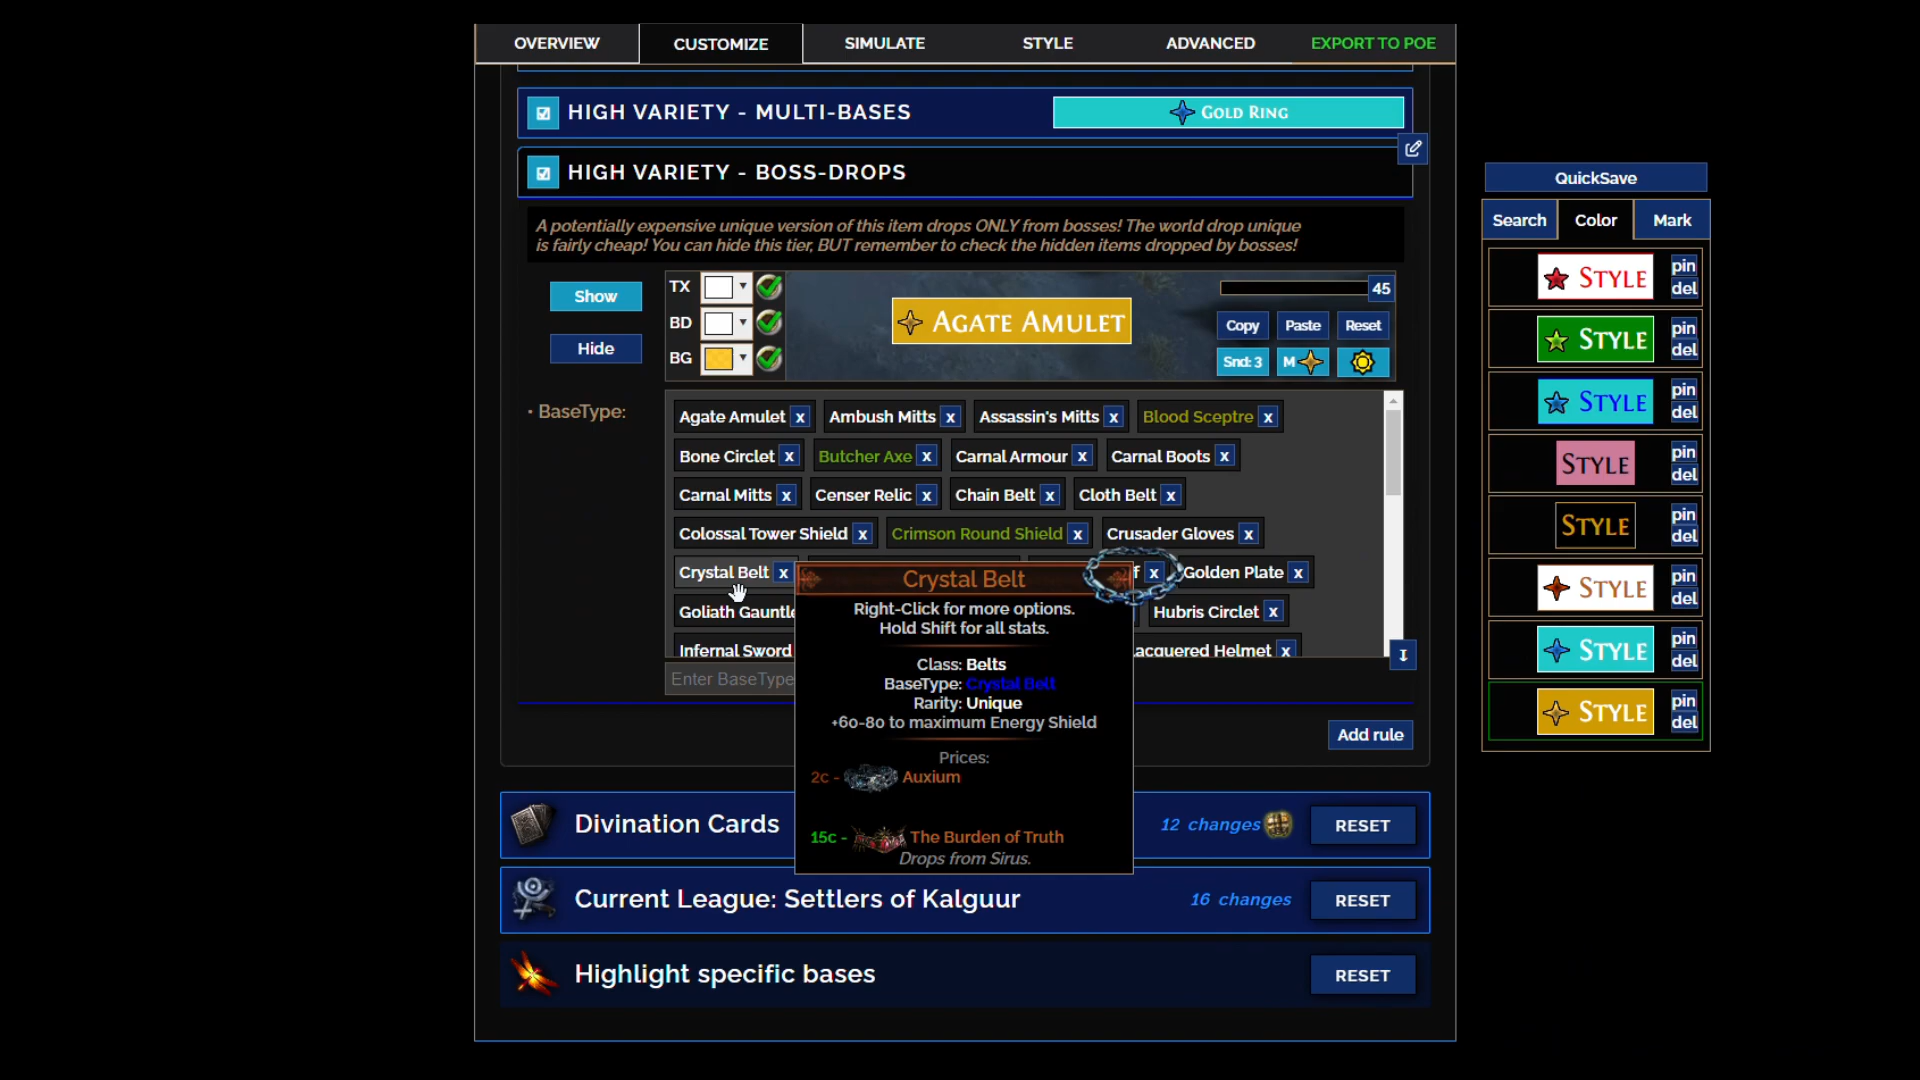 OVERVIEW CUSTOMIZE SIMULATE STYLE ADVANCED EXPORT TO POE
HIGH VARIETY - MULTI-BASES Gold Ring
HIGH VARIETY - BOSS-DROPS
A potentially expensive unique version of this item drops ONLY from bosses! The world drop unique
is fairly cheap! You can hide this tier, BUT remember to check the hidden items dropped by bosses!
Show
Hide
TX
BD
BG
Agate Amulet
45
Copy Paste Reset
Snd: 3 M
• BaseType:
Agate Amulet x Ambush Mitts x Assassin's Mitts x Blood Sceptre x
Bone Circlet x Butcher Axe x Carnal Armour x Carnal Boots x
Carnal Mitts x Censer Relic x Chain Belt x Cloth Belt x
Colossal Tower Shield x Crimson Round Shield x Crusader Gloves x
Crystal Belt x f x Golden Plate x
Goliath Gauntle Hubris Circlet x
Infernal Sword acquered Helmet x
Enter BaseType
Crystal Belt
Right-Click for more options.
Hold Shift for all stats.
Class: Belts
BaseType: Crystal Belt
Rarity: Unique
+60-80 to maximum Energy Shield
Prices:
2c - Auxium
15c - The Burden of Truth
Drops from Sirus.
Add rule
Divination Cards 12 changes RESET
Current League: Settlers of Kalguur 16 changes RESET
Highlight specific bases RESET
QuickSave
Search Color Mark
Style pin del
Style pin del
Style pin del
Style pin del
Style pin del
Style pin del
Style pin del
Style pin del